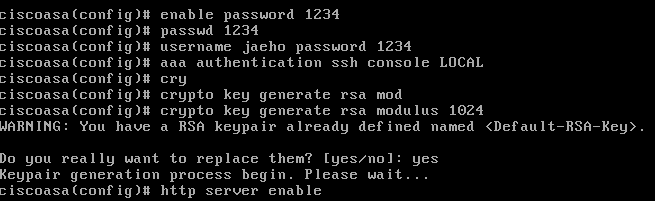 ciscoasa(config)# enable password 1234
ciscoasa(config)# passwd 1234
ciscoasa(config)# username jaeho password 1234
ciscoasa(config)# aaa authentication ssh console LOCAL
ciscoasa(config)# cry
ciscoasa(config)# crypto key generate rsa mod
ciscoasa(config)# crypto key generate rsa modulus 1024
WARNING: You have a RSA keypair already defined named <Default-RSA-Key>.
Do you really want to replace them? [yes/no]: yes
Keypair generation process begin. Please wait...
ciscoasa(config)# http server enable